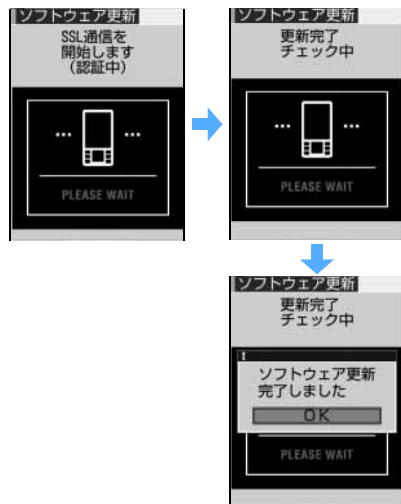 ソフトウェア更新
SSL通信を
開始します
(認証中)
PLEASE WAIT
ソフトウェア更新
更新完了
チェック中
PLEASE WAIT
ソフトウェア更新
更新完了
チェック中
!
ソフトウェア更新
完了しました
OK
PLEASE WAIT